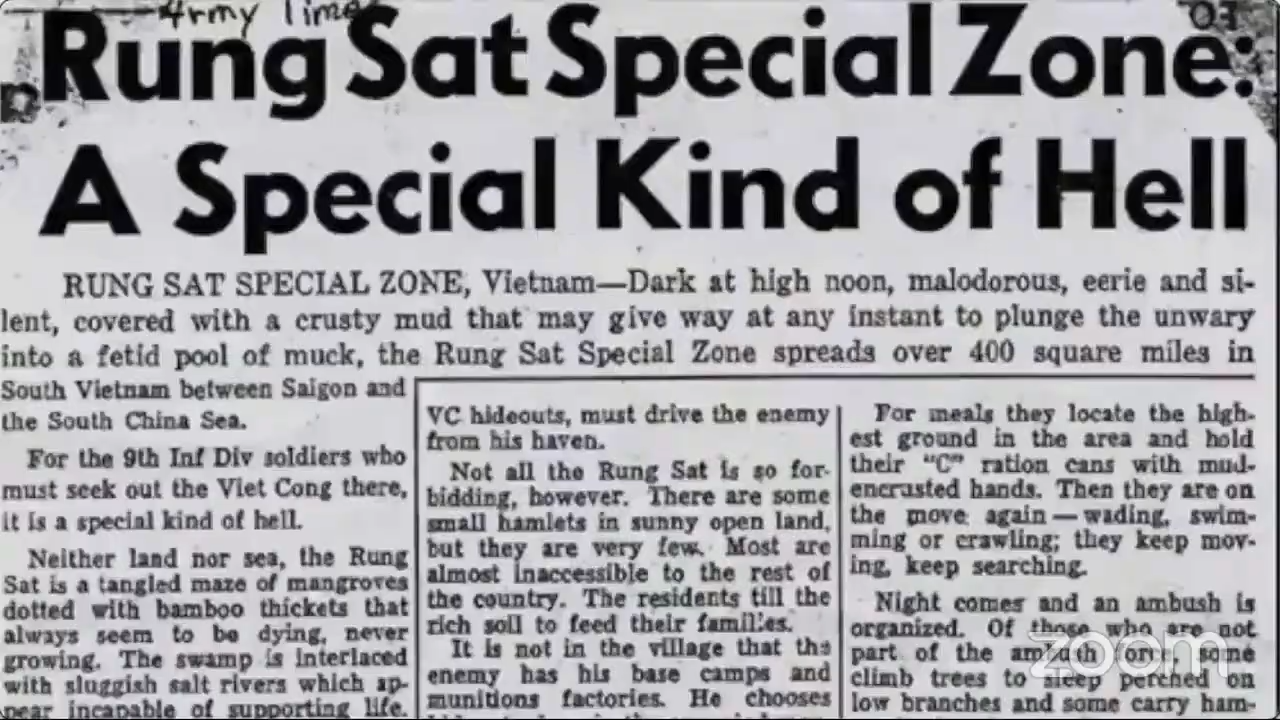 Army Times
Rung Sat Special Zone:
A Special Kind of Hell
RUNG SAT SPECIAL ZONE, Vietnam—Dark at high noon, malodorous, eerie and si-
lent, covered with a crusty mud that may give way at any instant to plunge the unwary
into a fetid pool of muck, the Rung Sat Special Zone spreads over 400 square miles in
South Vietnam between Saigon and
the South China Sea.
For the 9th Inf Div soldiers who
must seek out the Viet Cong there,
it is a special kind of hell.
Neither land nor sea, the Rung
Sat is a tangled maze of mangroves
dotted with bamboo thickets that
always seem to be dying, never
growing. The swamp is interlaced
with sluggish salt rivers which ap-
pear incapable of supporting life.
VC hideouts, must drive the enemy
from his haven.
Not all the Rung Sat is so for-
bidding, however. There are some
small hamlets in sunny open land,
but they are very few. Most are
almost inaccessible to the rest of
the country. The residents till the
rich soil to feed their families.
It is not in the village that the
enemy has his base camps and
munitions factories. He chooses
For meals they locate the high-
est ground in the area and hold
their "C" ration cans with mud-
encrusted hands. Then they are on
the move again — wading, swim-
ming or crawling; they keep mov-
ing, keep searching.
Night comes and an ambush is
organized. Of those who are not
part of the ambush force, some
climb trees to sleep perched on
low branches and some carry ham-
zoom